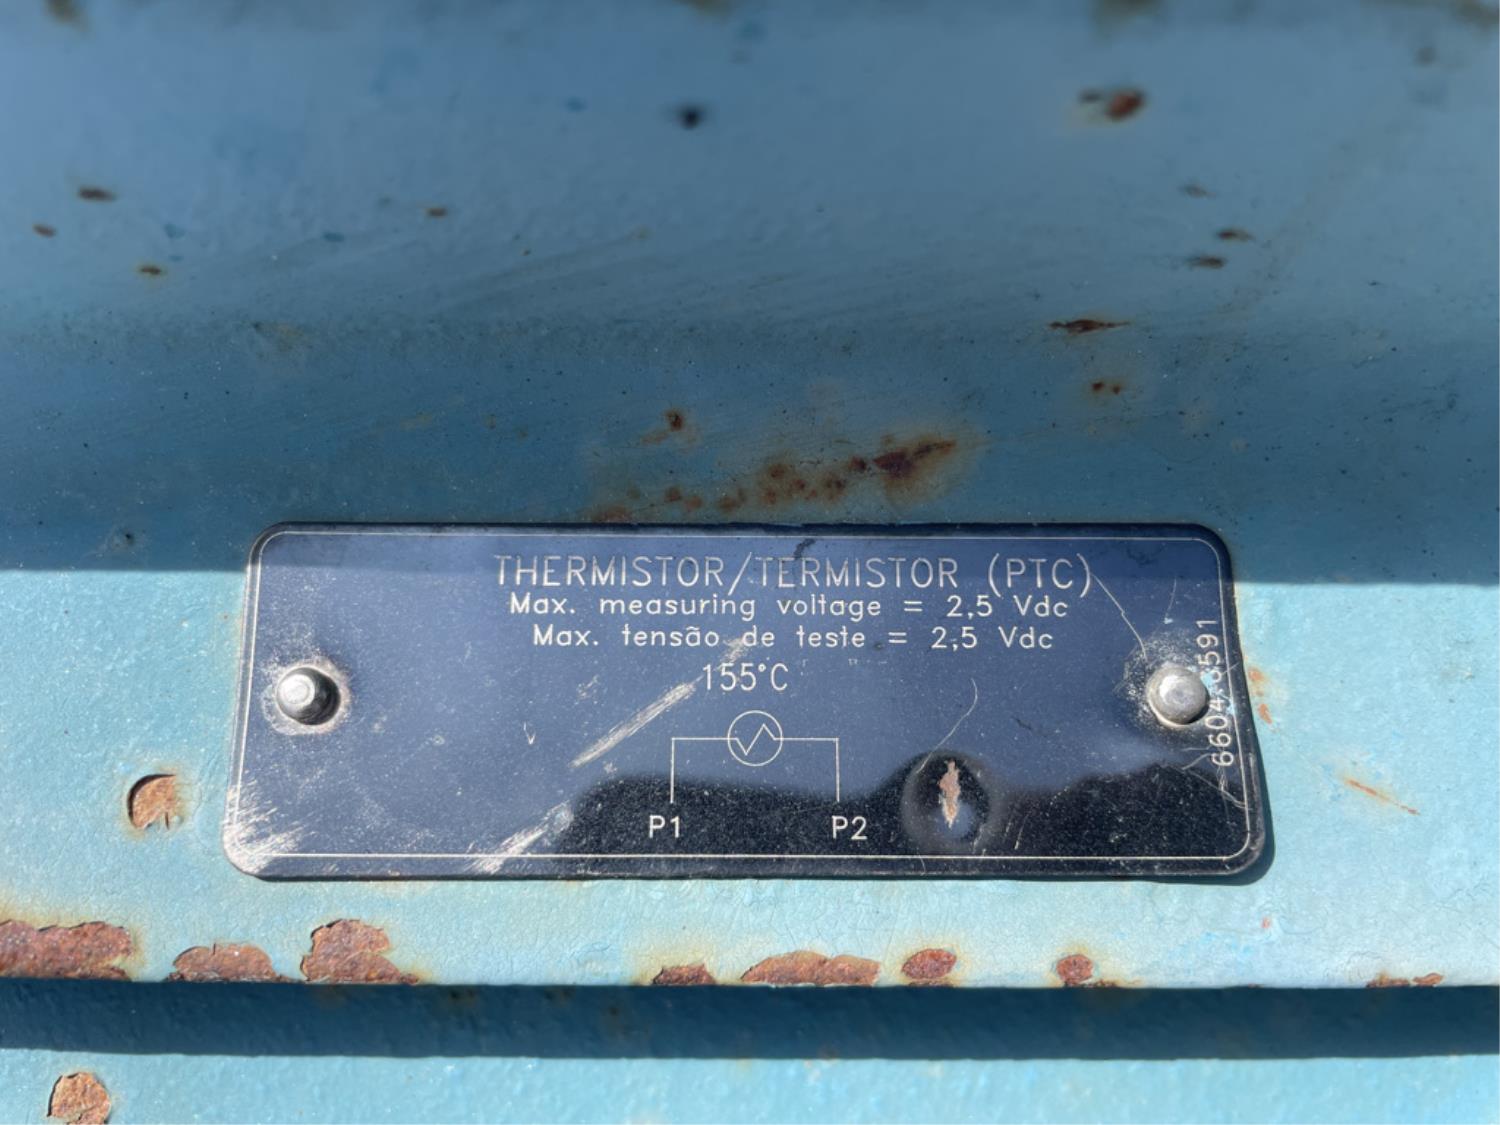 THERMISTOR/TERMISTOR (PTC)
Max. measuring voltage = 2,5 Vdc
Max. tensão de teste = 2,5 Vdc
155°C
P1 P2